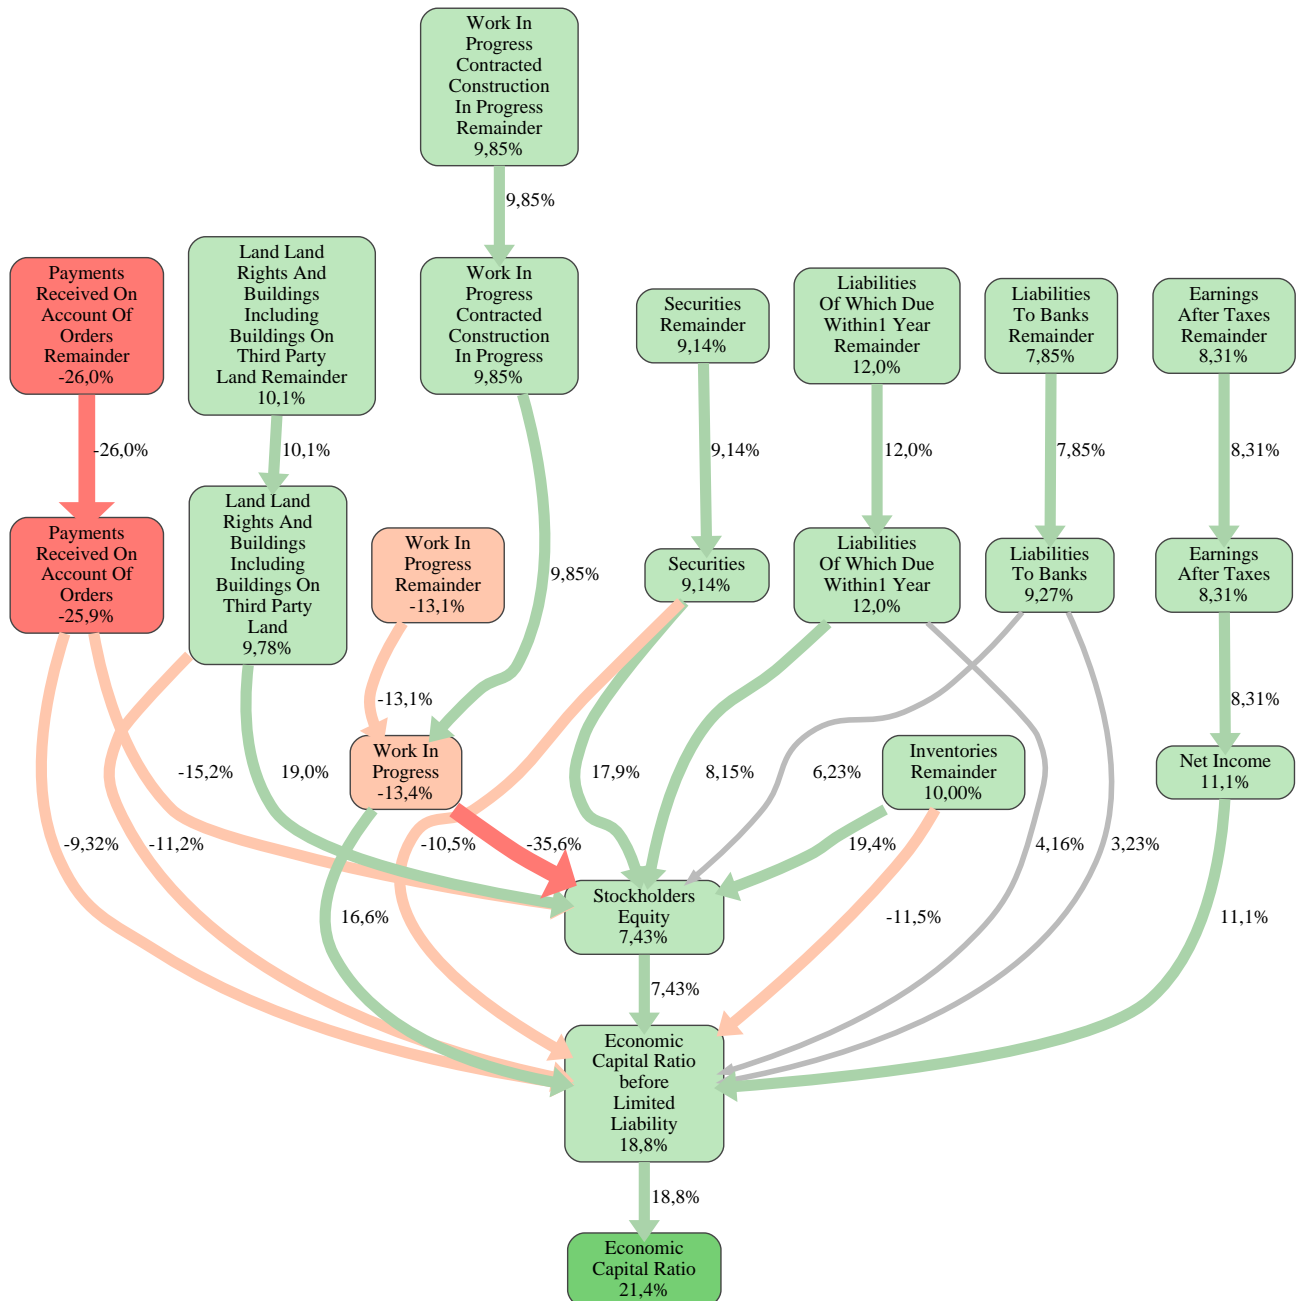 Work In
Progress
Contracted
Construction
In Progress
Remainder
9,85%
9,85%
Payments
Received On
Account Of
Orders
Remainder
-26,0%
Land Land
Rights And
Buildings
Including
Buildings On
Third Party
Land Remainder
10,1%
Work In
Progress
Contracted
Construction
In Progress
9,85%
Securities
Remainder
9,14%
Liabilities
Of Which Due
Within1 Year
Remainder
12,0%
Liabilities
To Banks
Remainder
7,85%
Earnings
After Taxes
Remainder
8,31%
-26,0%
10,1%
9,14%
12,0%
7,85%
8,31%
Payments
Received On
Account Of
Orders
-25,9%
Land Land
Rights And
Buildings
Including
Buildings On
Third Party
Land
9,78%
Work In
Progress
Remainder
-13,1%
9,85%
Securities
9,14%
Liabilities
Of Which Due
Within1 Year
12,0%
Liabilities
To Banks
9,27%
Earnings
After Taxes
8,31%
-13,1%
8,31%
-15,2%
19,0%
Work In
Progress
-13,4%
17,9%
8,15%
6,23%
Inventories
Remainder
10,00%
Net Income
11,1%
-9,32%
-11,2%
-10,5%
-35,6%
19,4%
4,16%
3,23%
16,6%
Stockholders
Equity
7,43%
-11,5%
11,1%
7,43%
Economic
Capital Ratio
before
Limited
Liability
18,8%
18,8%
Economic
Capital Ratio
21,4%